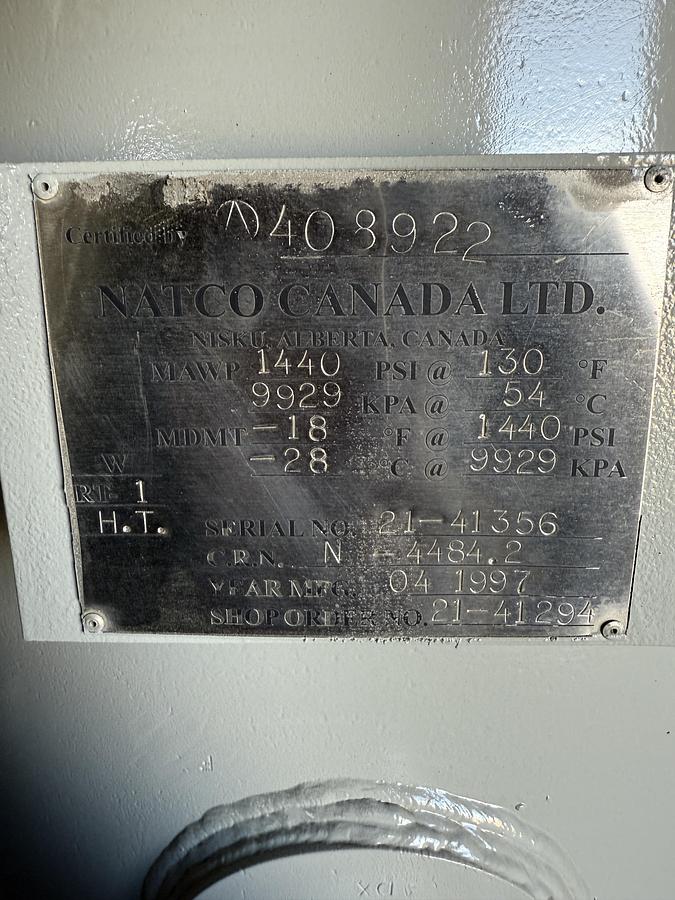 Certified by A408922
NATCO CANADA LTD.
NISKU, ALBERTA, CANADA
MAWP 1440 PSI @ 130 °F
9929 KPA @ 54 °C
MDMT -18 °F @ 1440 PSI
W -28 °C @ 9929 KPA
RT- 1
H.T. SERIAL NO. 21-41356
C.R.N. N -4484.2
YEAR MFG. 04 1997
SHOP ORDER NO. 21-41294